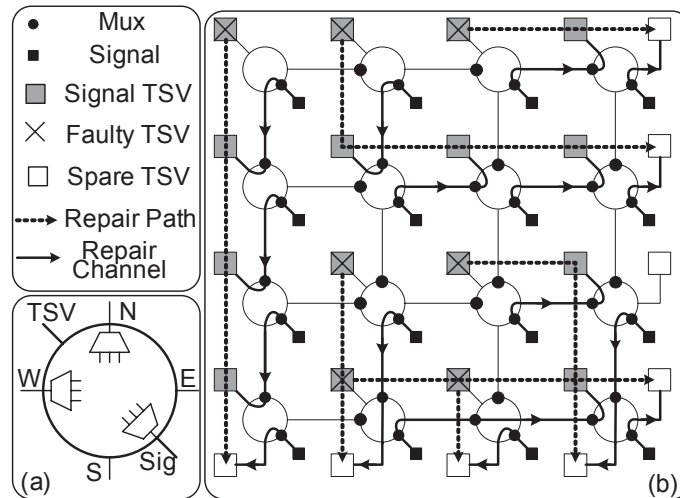 Mux
Signal
Signal TSV
Faulty TSV
Spare TSV
Repair Path
Repair
Channel
TSV
N
W
E
S
Sig
(a)
(b)